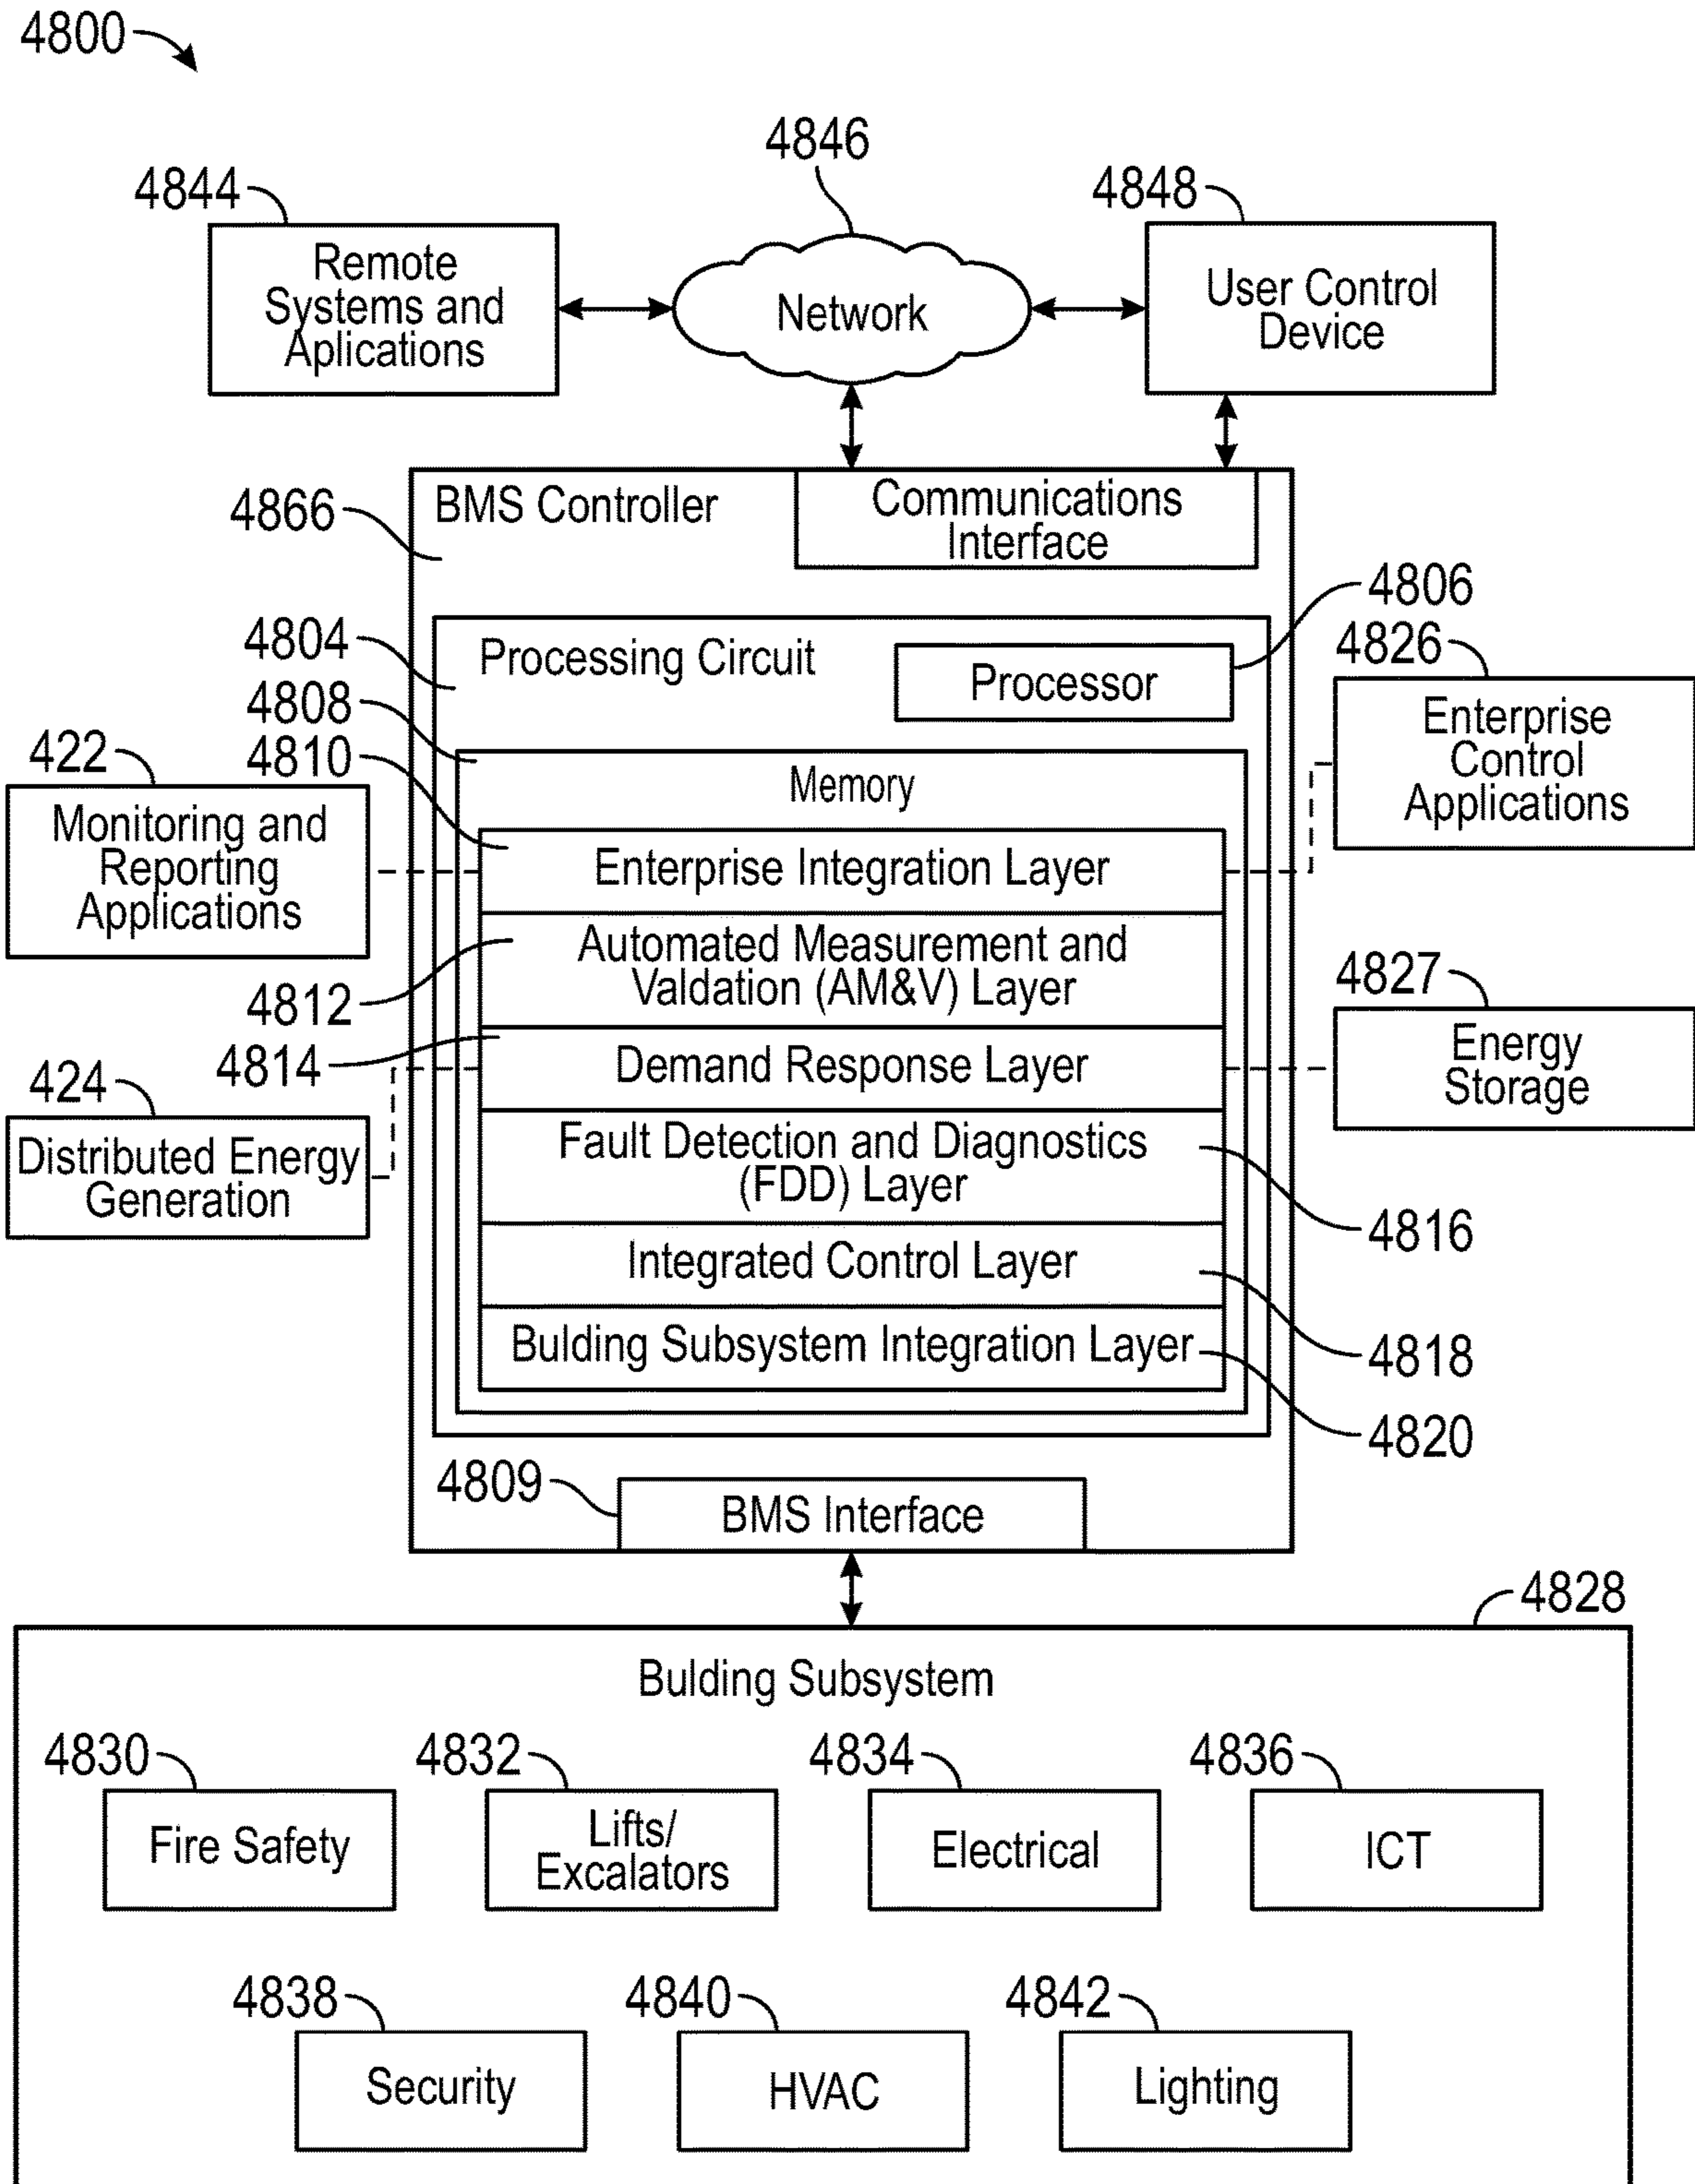 4800
4846
4844
4848
Remote
Systems and
Aplications
Network
User Control
Device
4866
BMS Controller
Communications
Interface
4806
4804
Processing Circuit
Processor
4826
4808
Enterprise
Control
Applications
422
4810
Memory
Monitoring and
Reporting
Applications
Enterprise Integration Layer
4812
Automated Measurement and
Valdation (AM&V) Layer
4827
4814
Demand Response Layer
Energy
Storage
424
Distributed Energy
Generation
Fault Detection and Diagnostics
(FDD) Layer
4816
Integrated Control Layer
4818
Bulding Subsystem Integration Layer
4820
4809
BMS Interface
4828
Bulding Subsystem
4830
4832
4834
4836
Fire Safety
Lifts/
Excalators
Electrical
ICT
4838
4840
4842
Security
HVAC
Lighting